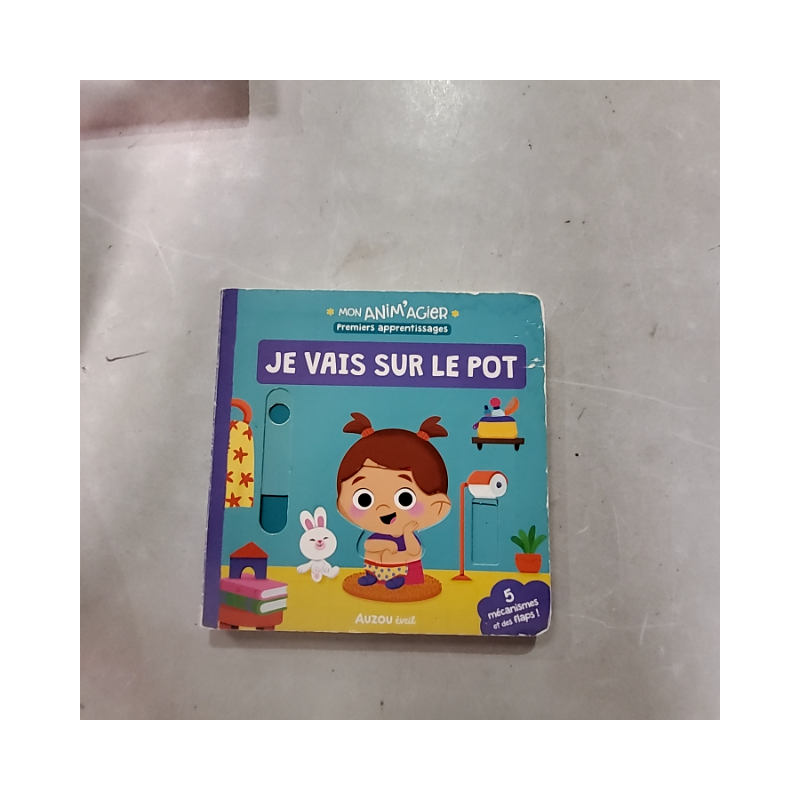 MON ANIM'AGIER
Premiers apprentissages
JE VAIS SUR LE POT
5
mécanismes
et des flaps !
AUZOU éveil